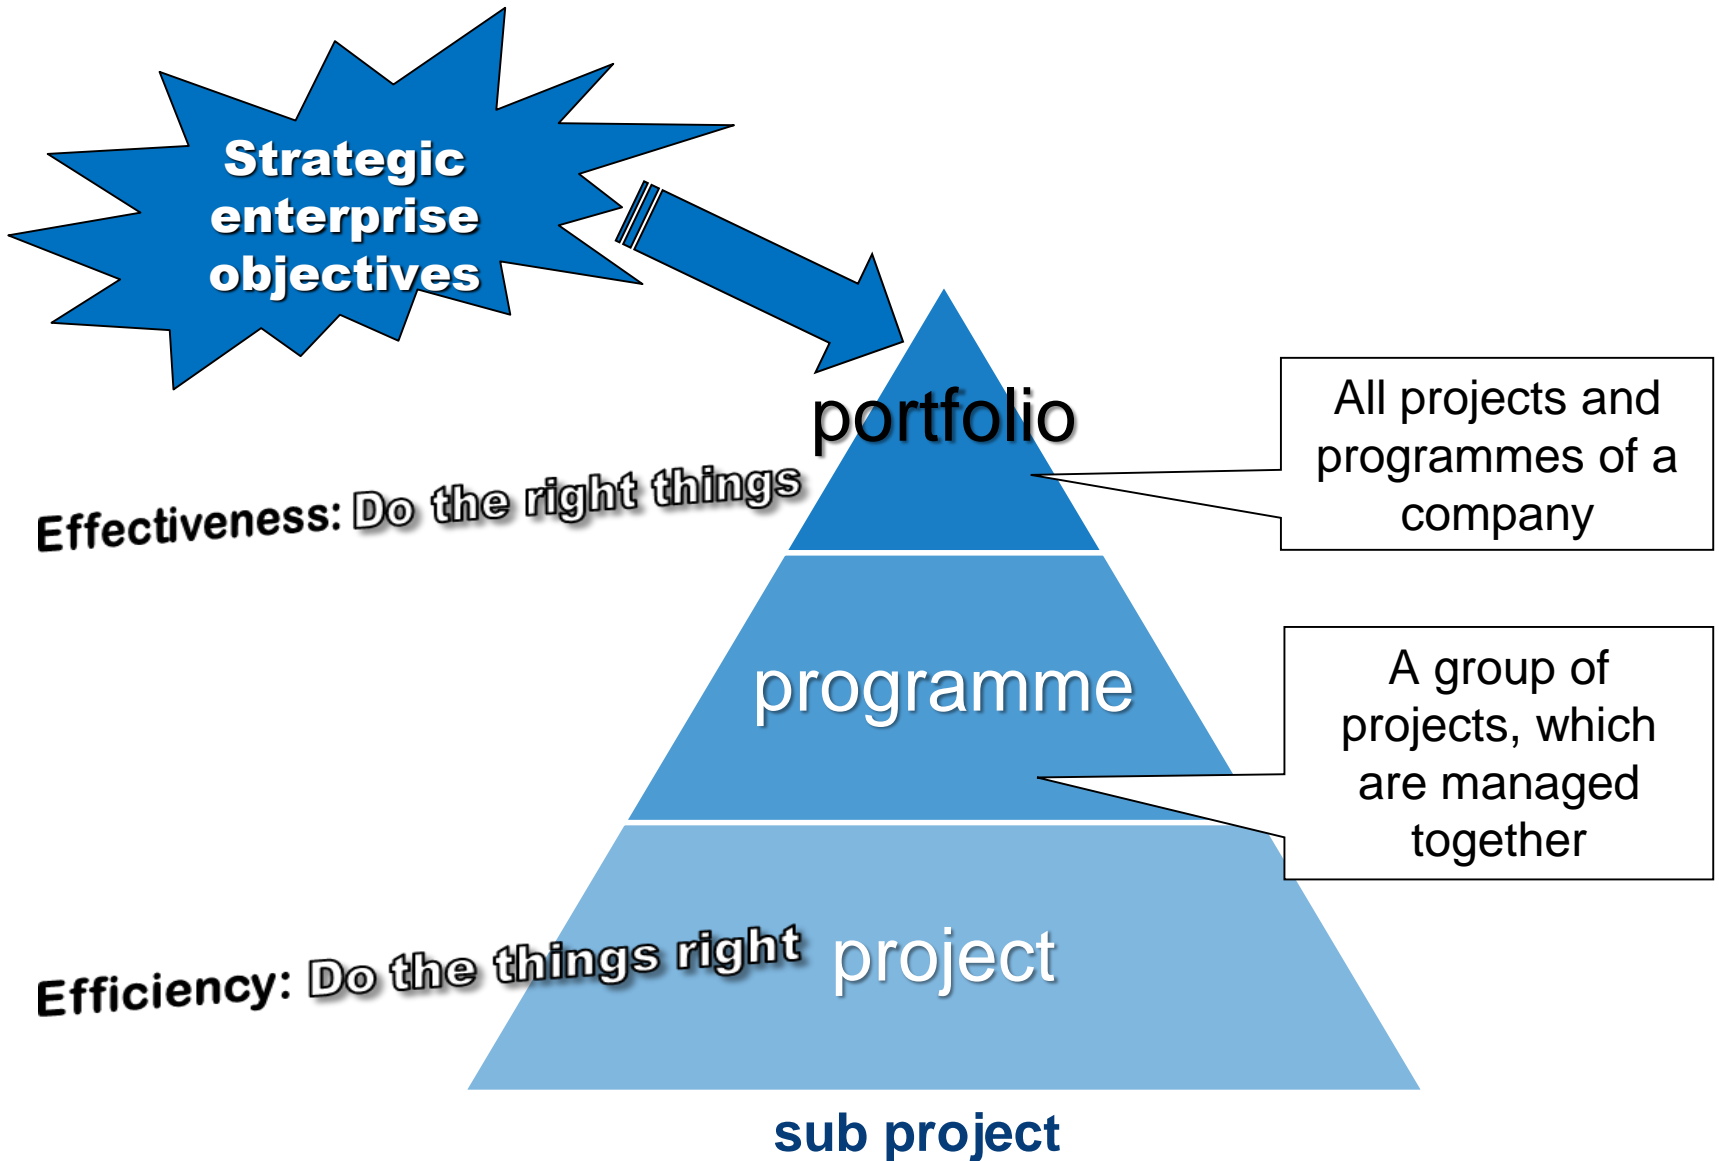 Strategic
enterprise
objectives
portfolio
All projects and
programmes of a
company
Effectiveness: Do the right things
programme
A group of
projects, which
are managed
together
Efficiency: Do the things right
project
sub project